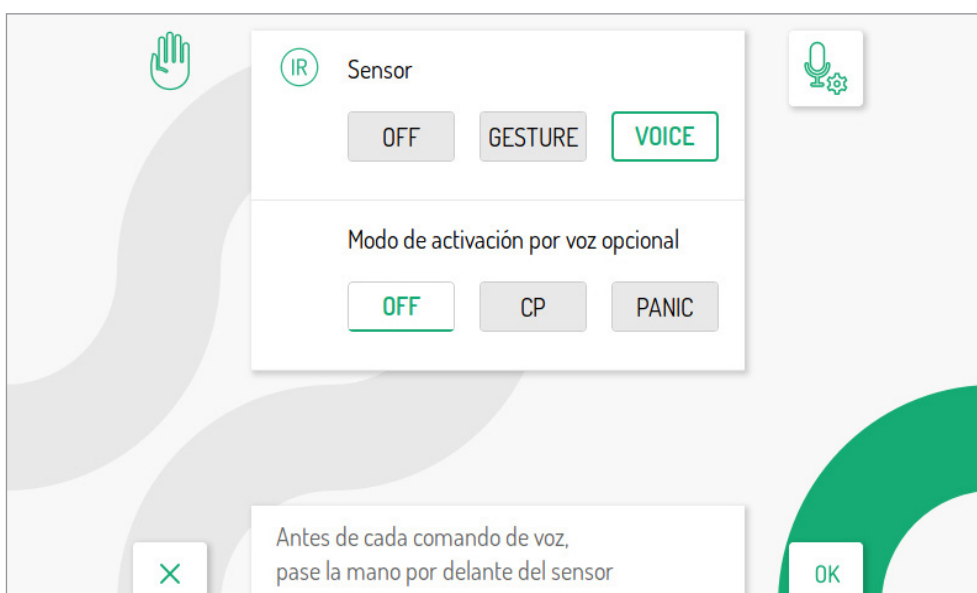 IR Sensor
OFF GESTURE VOICE
Modo de activación por voz opcional
OFF CP PANIC
Antes de cada comando de voz,
pase la mano por delante del sensor
OK